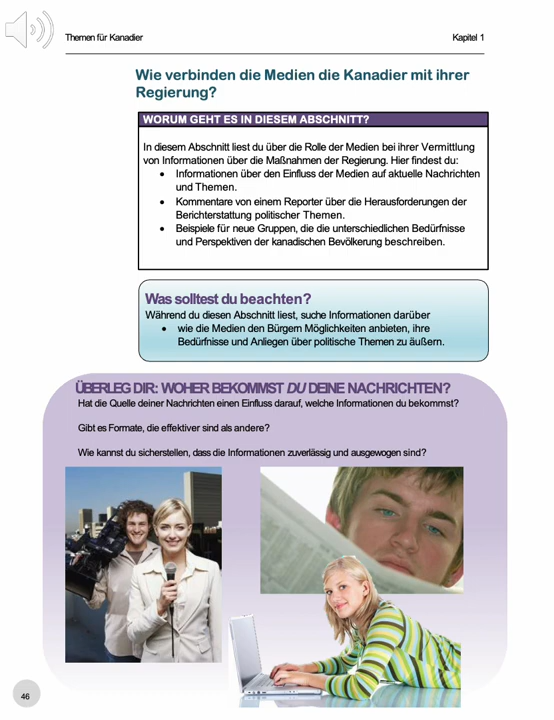 Themen für Kanadier Kapitel 1
Wie verbinden die Medien die Kanadier mit ihrer
Regierung?
WORUM GEHT ES IN DIESEM ABSCHNITT?
In diesem Abschnitt liest du über die Rolle der Medien bei ihrer Vermittlung
von Informationen über die Maßnahmen der Regierung. Hier findest du:
• Informationen über den Einfluss der Medien auf aktuelle Nachrichten
und Themen.
• Kommentare von einem Reporter über die Herausforderungen der
Berichterstattung politischer Themen.
• Beispiele für neue Gruppen, die die unterschiedlichen Bedürfnisse
und Perspektiven der kanadischen Bevölkerung beschreiben.
Was solltest du beachten?
Während du diesen Abschnitt liest, suche Informationen darüber
• wie die Medien den Bürgern Möglichkeiten anbieten, ihre
Bedürfnisse und Anliegen über politische Themen zu äußern.
ÜBERLEG DIR: WOHER BEKOMMST DU DEINE NACHRICHTEN?
Hat die Quelle deiner Nachrichten einen Einfluss darauf, welche Informationen du bekommst?
Gibt es Formate, die effektiver sind als andere?
Wie kannst du sicherstellen, dass die Informationen zuverlässig und ausgewogen sind?
46